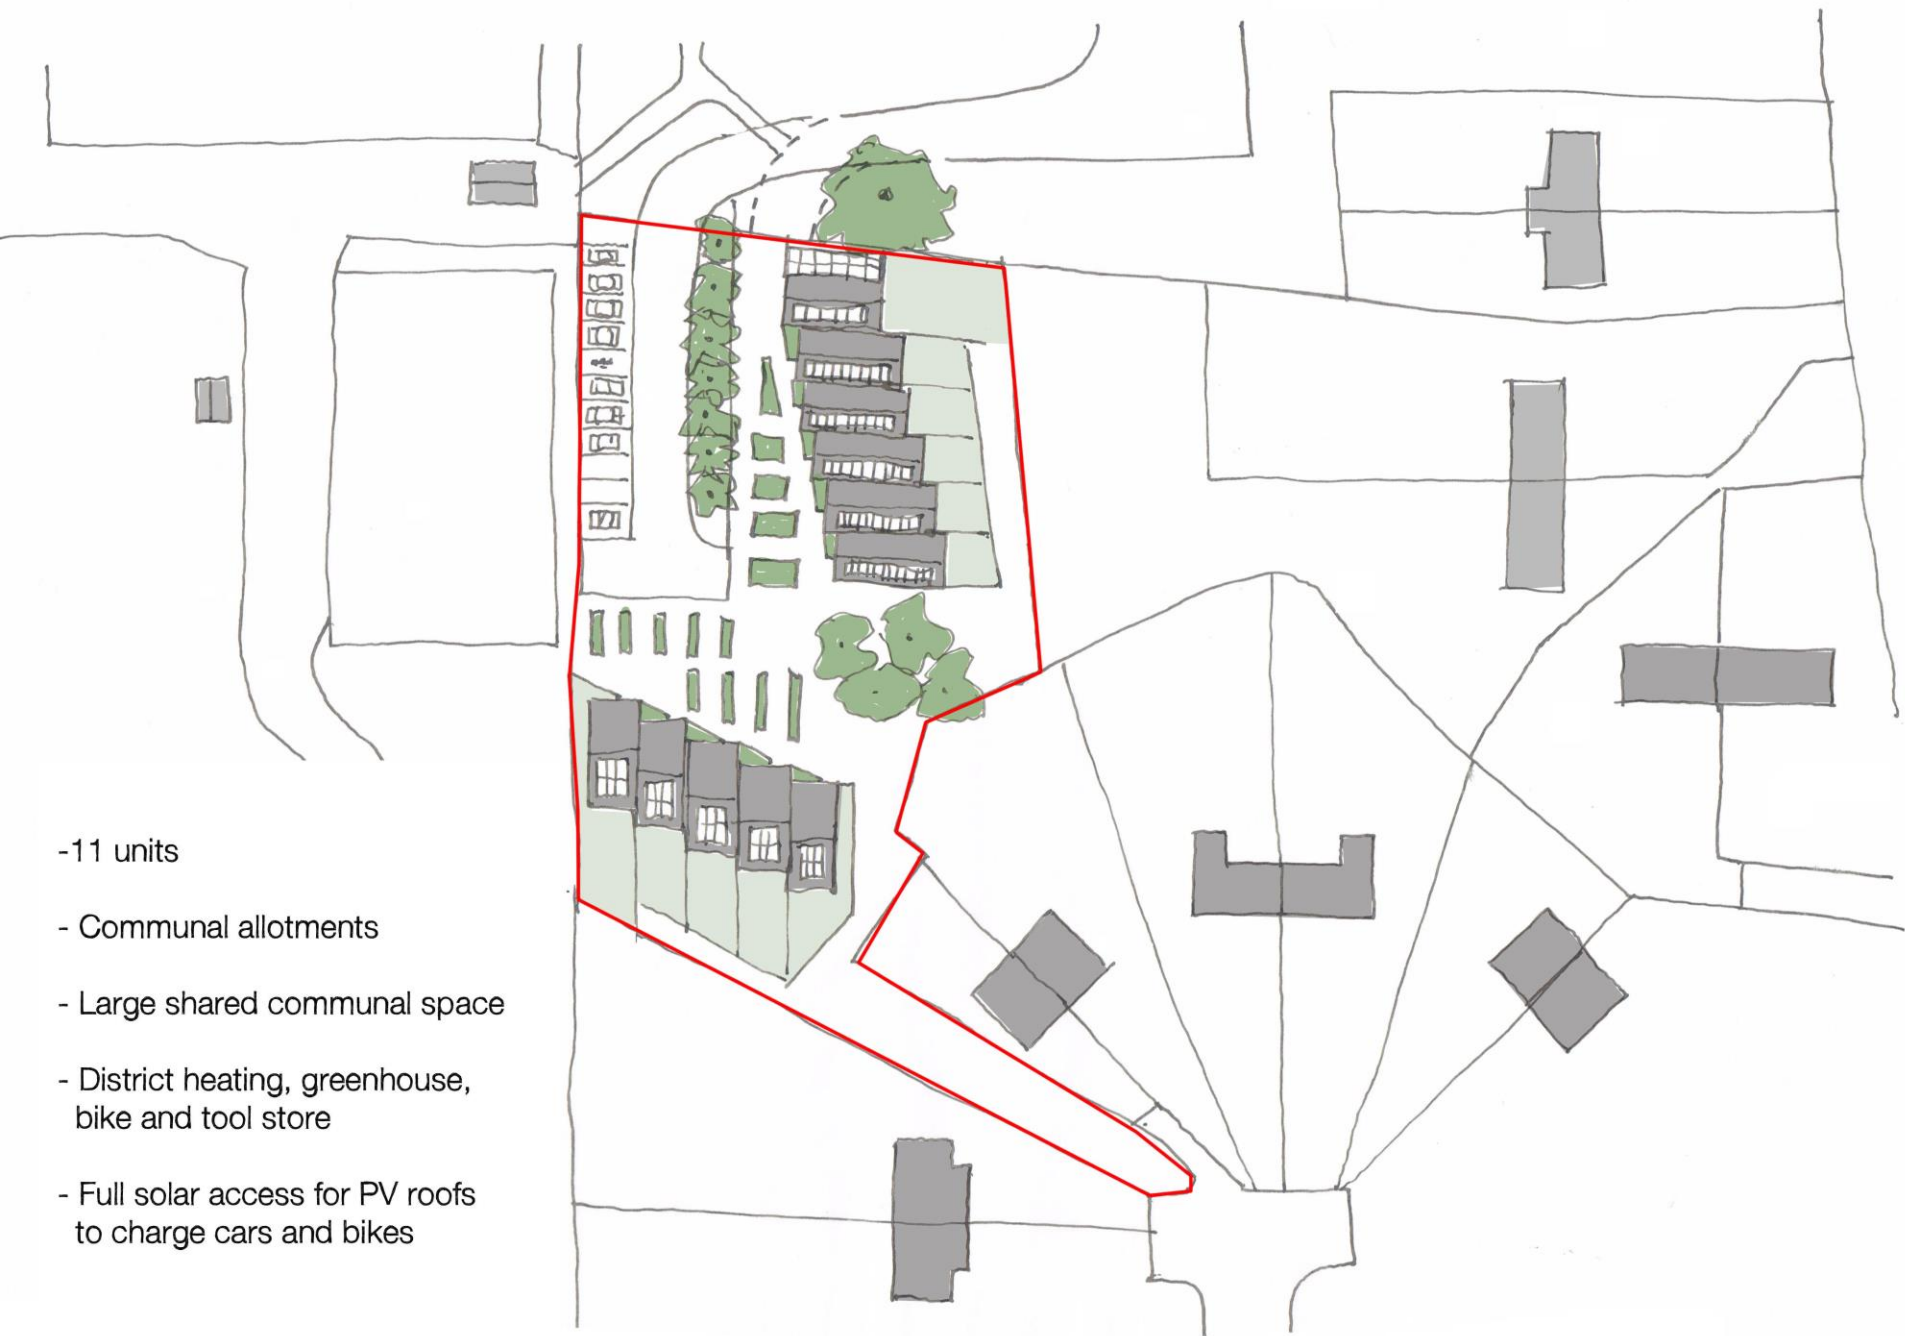 -11 units
- Communal allotments
- Large shared communal space
- District heating, greenhouse,
bike and tool store
- Full solar access for PV roofs
to charge cars and bikes